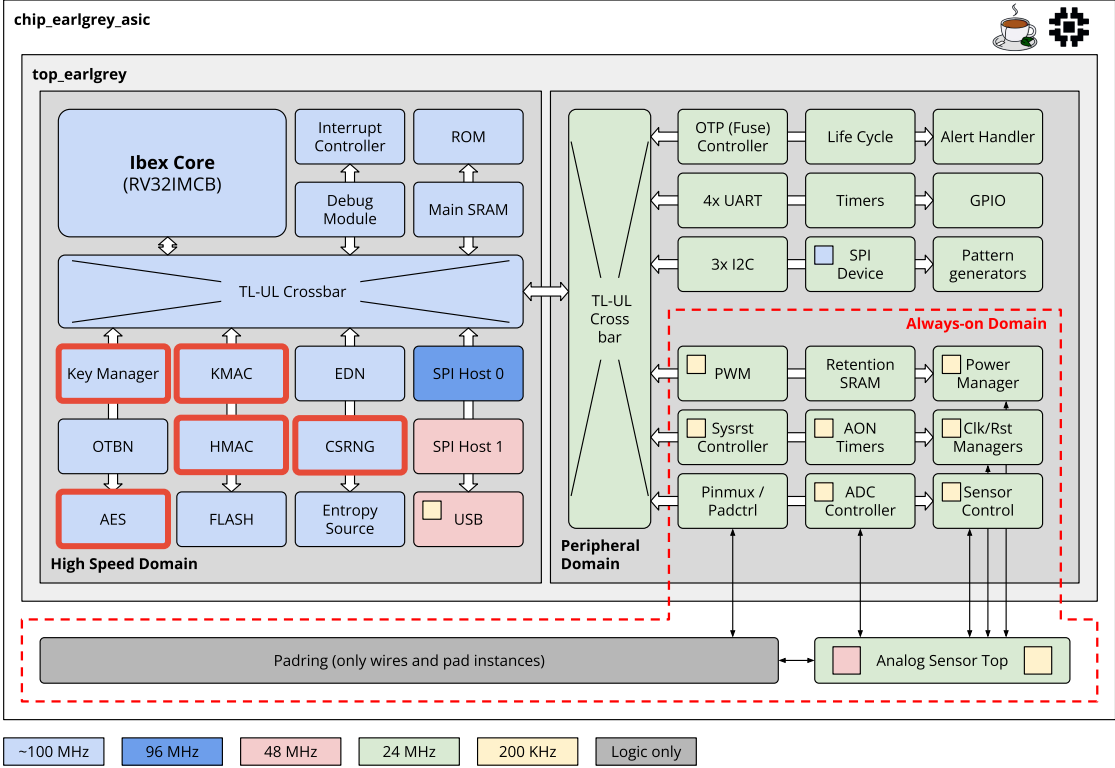 chip_earlgrey_asic
top_earlgrey
Ibex Core
(RV32IMCB)
Interrupt
Controller
ROM
Debug
Module
Main SRAM
TL-UL Crossbar
Key Manager
KMAC
EDN
SPI Host 0
OTBN
HMAC
CSRNG
SPI Host 1
AES
FLASH
Entropy
Source
USB
High Speed Domain
TL-UL
Cross
bar
OTP (Fuse)
Controller
Life Cycle
Alert Handler
4x UART
Timers
GPIO
3x I2C
SPI
Device
Pattern
generators
Always-on Domain
PWM
Retention
SRAM
Power
Manager
Sysrst
Controller
AON
Timers
Clk/Rst
Managers
Pinmux /
Padctrl
ADC
Controller
Sensor
Control
Peripheral
Domain
Padring (only wires and pad instances)
Analog Sensor Top
~100 MHz
96 MHz
48 MHz
24 MHz
200 KHz
Logic only